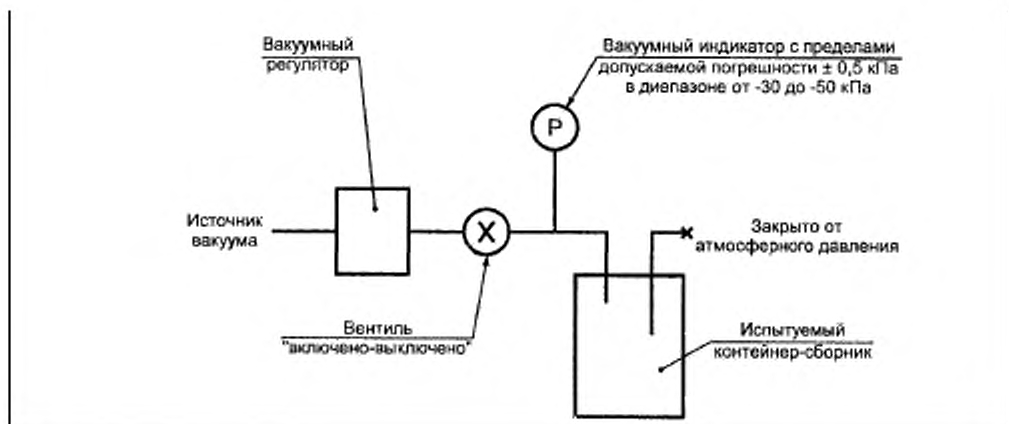 Вакуумный
регулятор
Вакуумный индикатор с пределами
допускаемой погрешности ± 0,5 кПа
в диапазоне от -30 до -50 кПа
P
Источник
вакуума
X
Закрыто от
атмосферного давления
Вентиль
"включено-выключено"
Испытуемый
контейнер-сборник